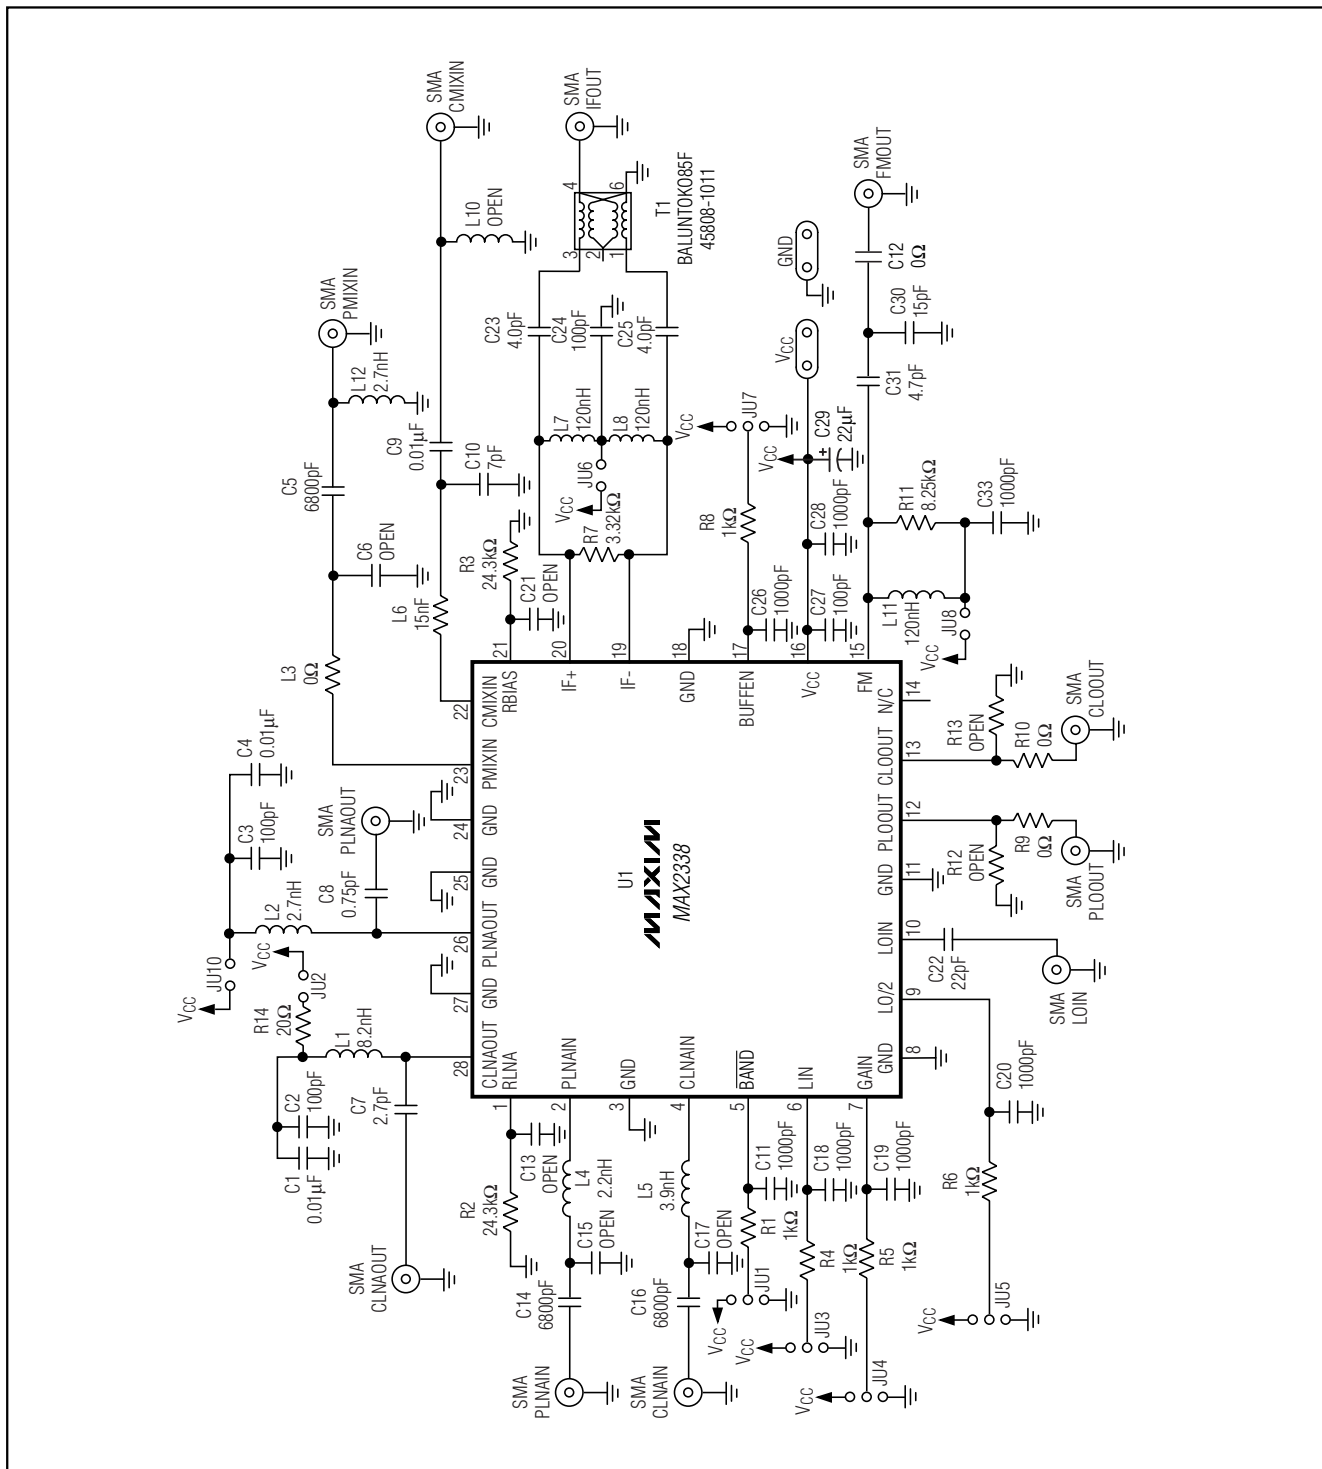 SMA
CMIXIN
SMA
IFOUT
L10
OPEN
4
6
3
2
1
T1
BALUNTOKO85F
45808-1011
SMA
PMIXIN
L12
2.7nH
C5
6800pF
C6
OPEN
L3
0Ω
C9
0.01µF
C10
7pF
L6
15nF
R3
24.3kΩ
C21
OPEN
C23
4.0pF
C24
100pF
C25
4.0pF
L7
120nH
L8
120nH
JU6
VCC
R7
3.32kΩ
VCC
JU7
R8
1kΩ
C26
1000pF
GND
VCC
VCC
C29
22µF
+
C28
1000pF
C27
100pF
SMA
FMOUT
C12
0Ω
C30
15pF
C31
4.7pF
R11
8.25kΩ
C33
1000pF
L11
120nH
JU8
VCC
C4
0.01µF
C3
100pF
SMA
PLNAOUT
C8
0.75pF
L2
2.7nH
JU10
VCC
VCC
JU2
R14
20Ω
L1
8.2nH
C2
100pF
C1
0.01µF
C7
2.7pF
SMA
CLNAOUT
U1
MAXIM
MAX2338
21
RBIAS
20
IF+
19
IF-
18
GND
17
BUFFEN
16
VCC
15
FM
22
CMIXIN
23
PMIXIN
24
GND
25
GND
26
PLNAOUT
27
GND
28
CLNAOUT
14
N/C
13
CLOOUT
12
PLOOUT
11
GND
10
LOIN
9
LO/2
8
GND
1
RLNA
2
PLNAIN
3
GND
4
CLNAIN
5
BAND
6
LIN
7
GAIN
R13
OPEN
R10
0Ω
SMA
CLOOUT
R12
OPEN
R9
0Ω
SMA
PLOOUT
C22
22pF
SMA
LOIN
C20
1000pF
R6
1kΩ
VCC
JU5
R2
24.3kΩ
C13
OPEN
L4
2.2nH
C15
OPEN
C14
6800pF
SMA
PLNAIN
L5
3.9nH
C17
OPEN
C16
6800pF
SMA
CLNAIN
C11
1000pF
R1
1kΩ
VCC
JU1
C18
1000pF
R4
1kΩ
VCC
JU3
C19
1000pF
R5
1kΩ
VCC
JU4